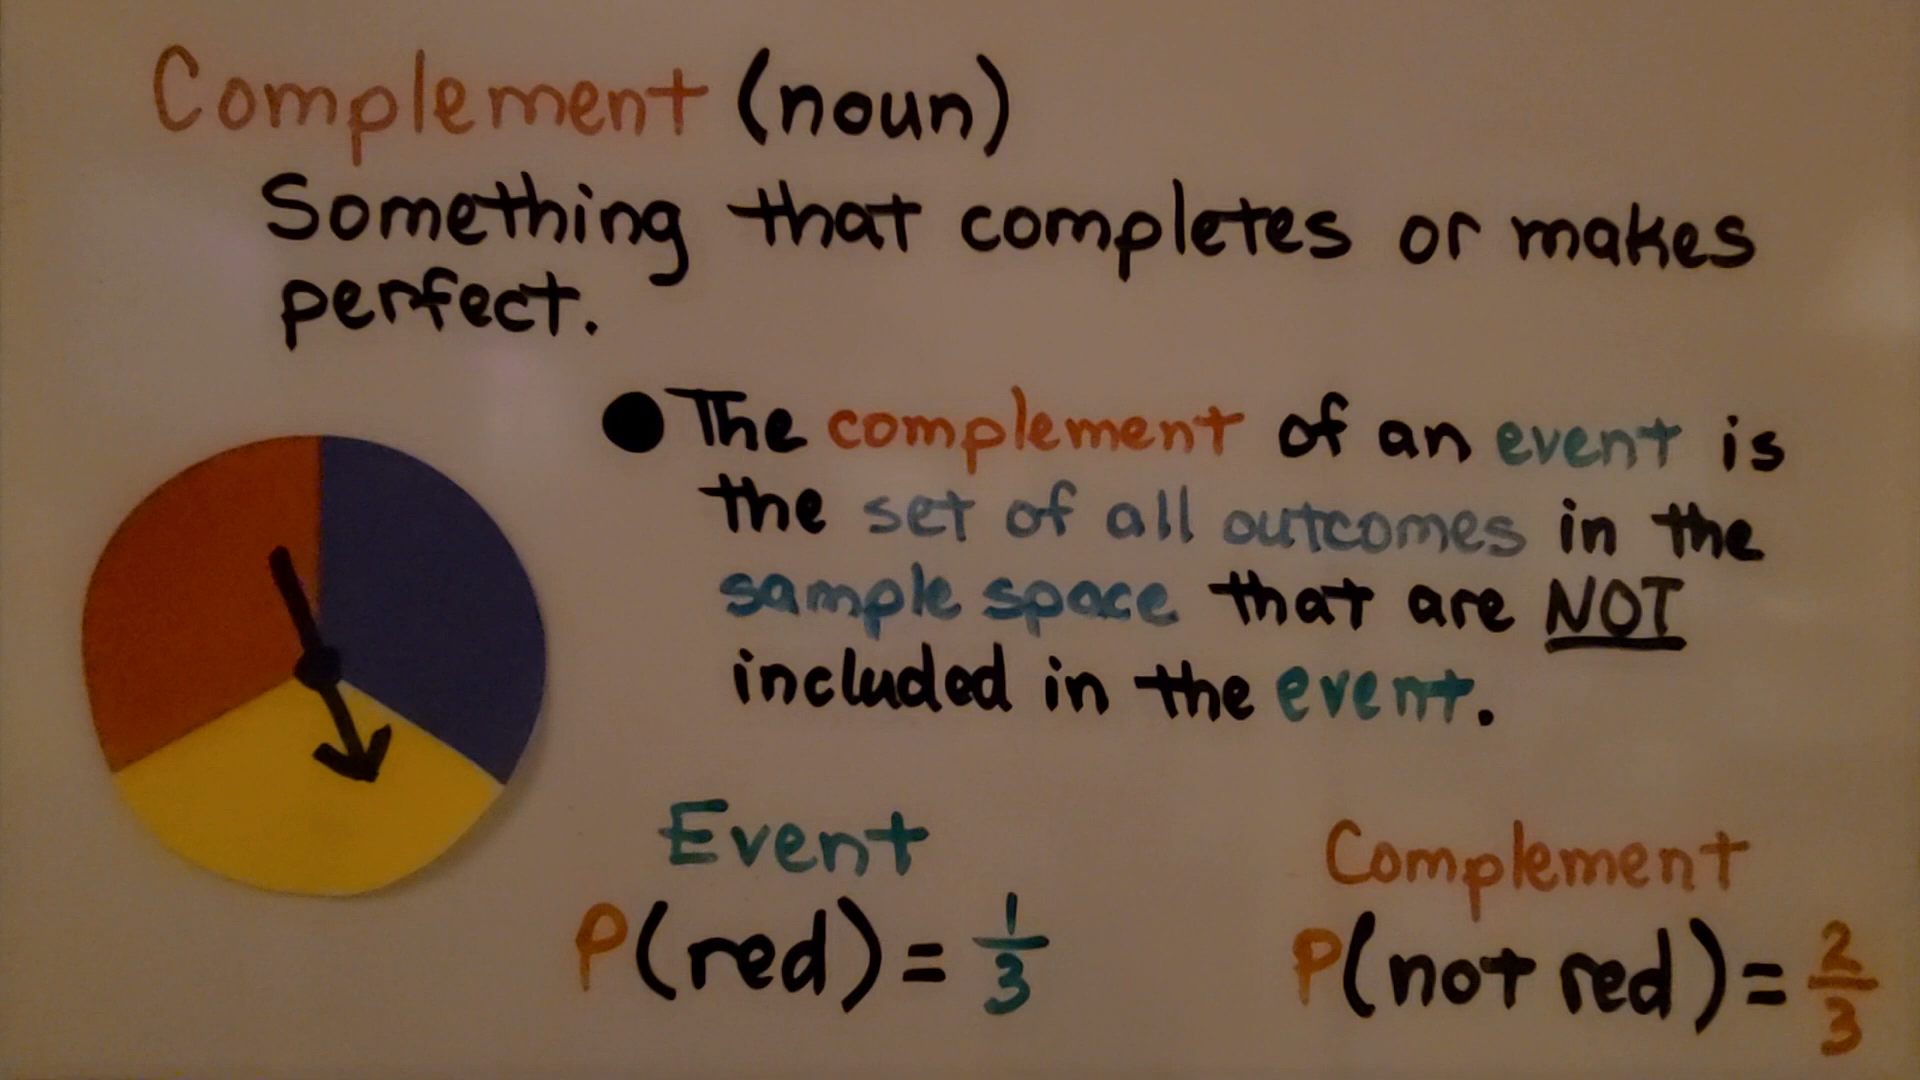 Complement (noun)
Something that completes or makes
perfect.
● The complement of an event is
the set of all outcomes in the
sample space that are NOT
included in the event.
Event
P(red) = 1/3
Complement
P(not red) = 2/3